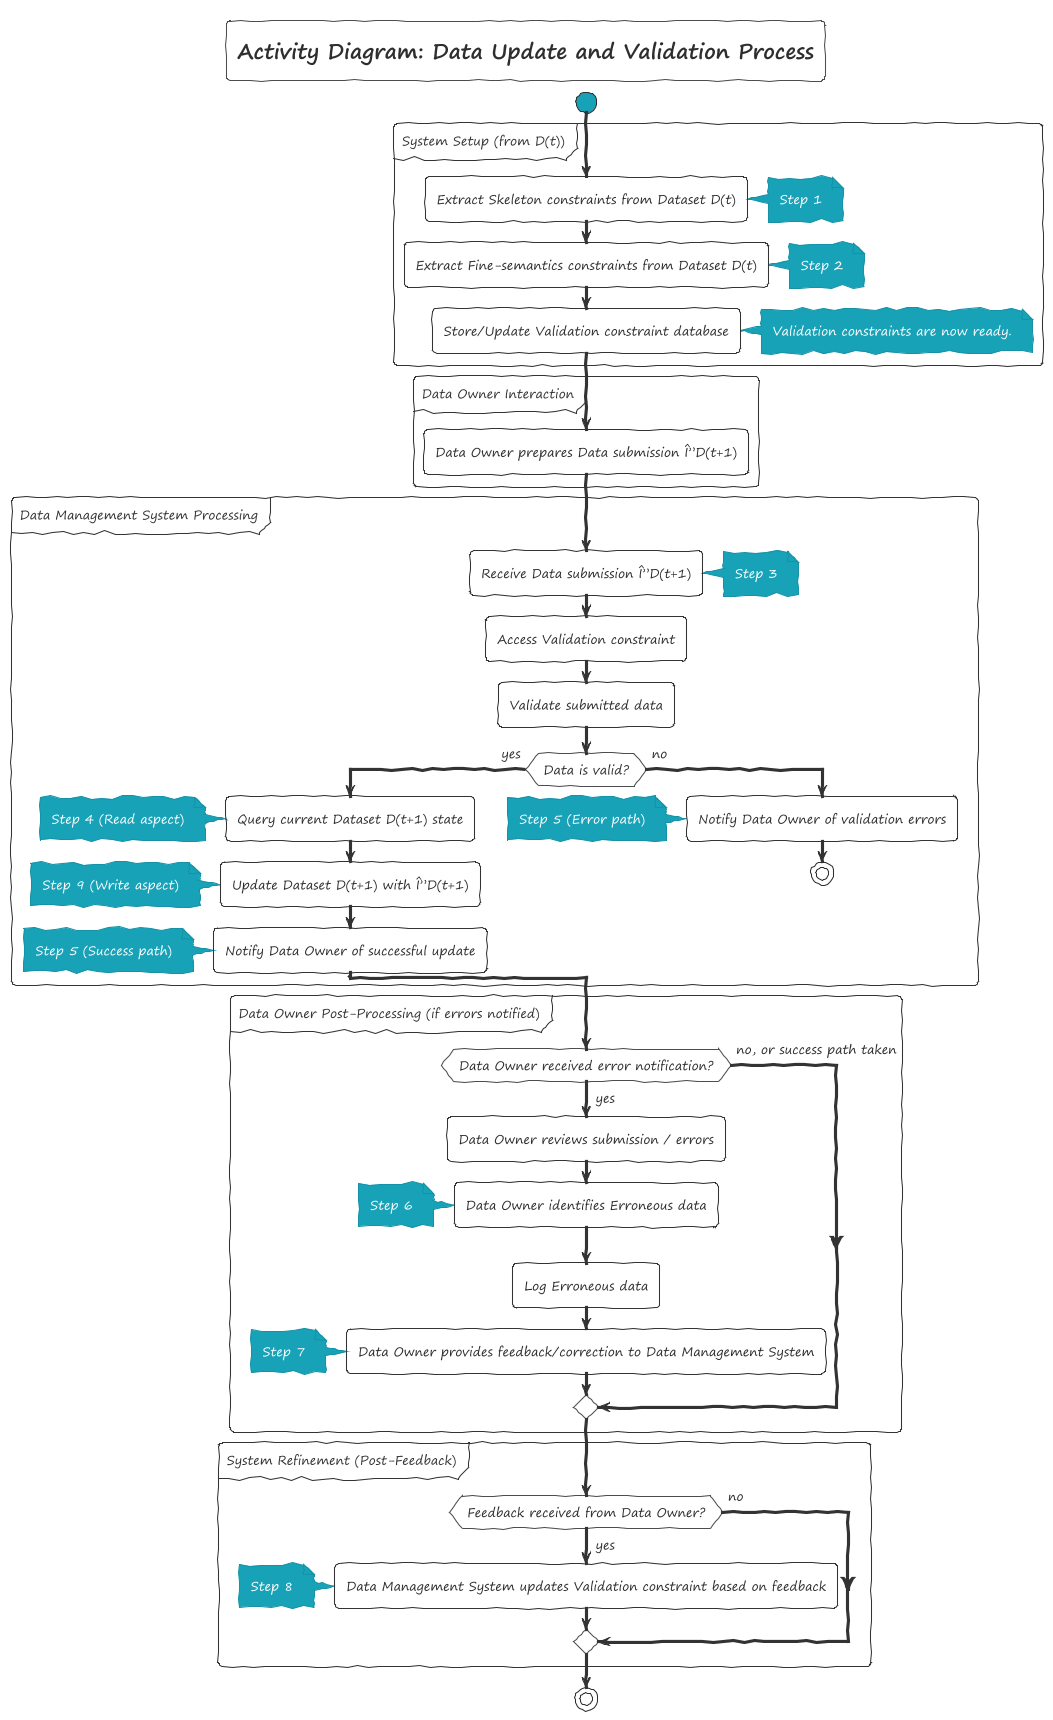 Activity Diagram: Data Update and Validation Process
System Setup (from D(t))
Extract Skeleton constraints from Dataset D(t)
Step 1
Extract Fine-semantics constraints from Dataset D(t)
Step 2
Store/Update Validation constraint database
Validation constraints are now ready.
Data Owner Interaction
Data Owner prepares Data submission Î”D(t+1)
Data Management System Processing
Receive Data submission Î”D(t+1)
Step 3
Access Validation constraint
Validate submitted data
yes
Data is valid?
no
Step 4 (Read aspect)
Query current Dataset D(t+1) state
Step 5 (Error path)
Notify Data Owner of validation errors
Step 9 (Write aspect)
Update Dataset D(t+1) with Î”D(t+1)
Step 5 (Success path)
Notify Data Owner of successful update
Data Owner Post-Processing (if errors notified)
Data Owner received error notification?
no, or success path taken
yes
Data Owner reviews submission / errors
Step 6
Data Owner identifies Erroneous data
Log Erroneous data
Step 7
Data Owner provides feedback/correction to Data Management System
System Refinement (Post-Feedback)
Feedback received from Data Owner?
no
yes
Step 8
Data Management System updates Validation constraint based on feedback